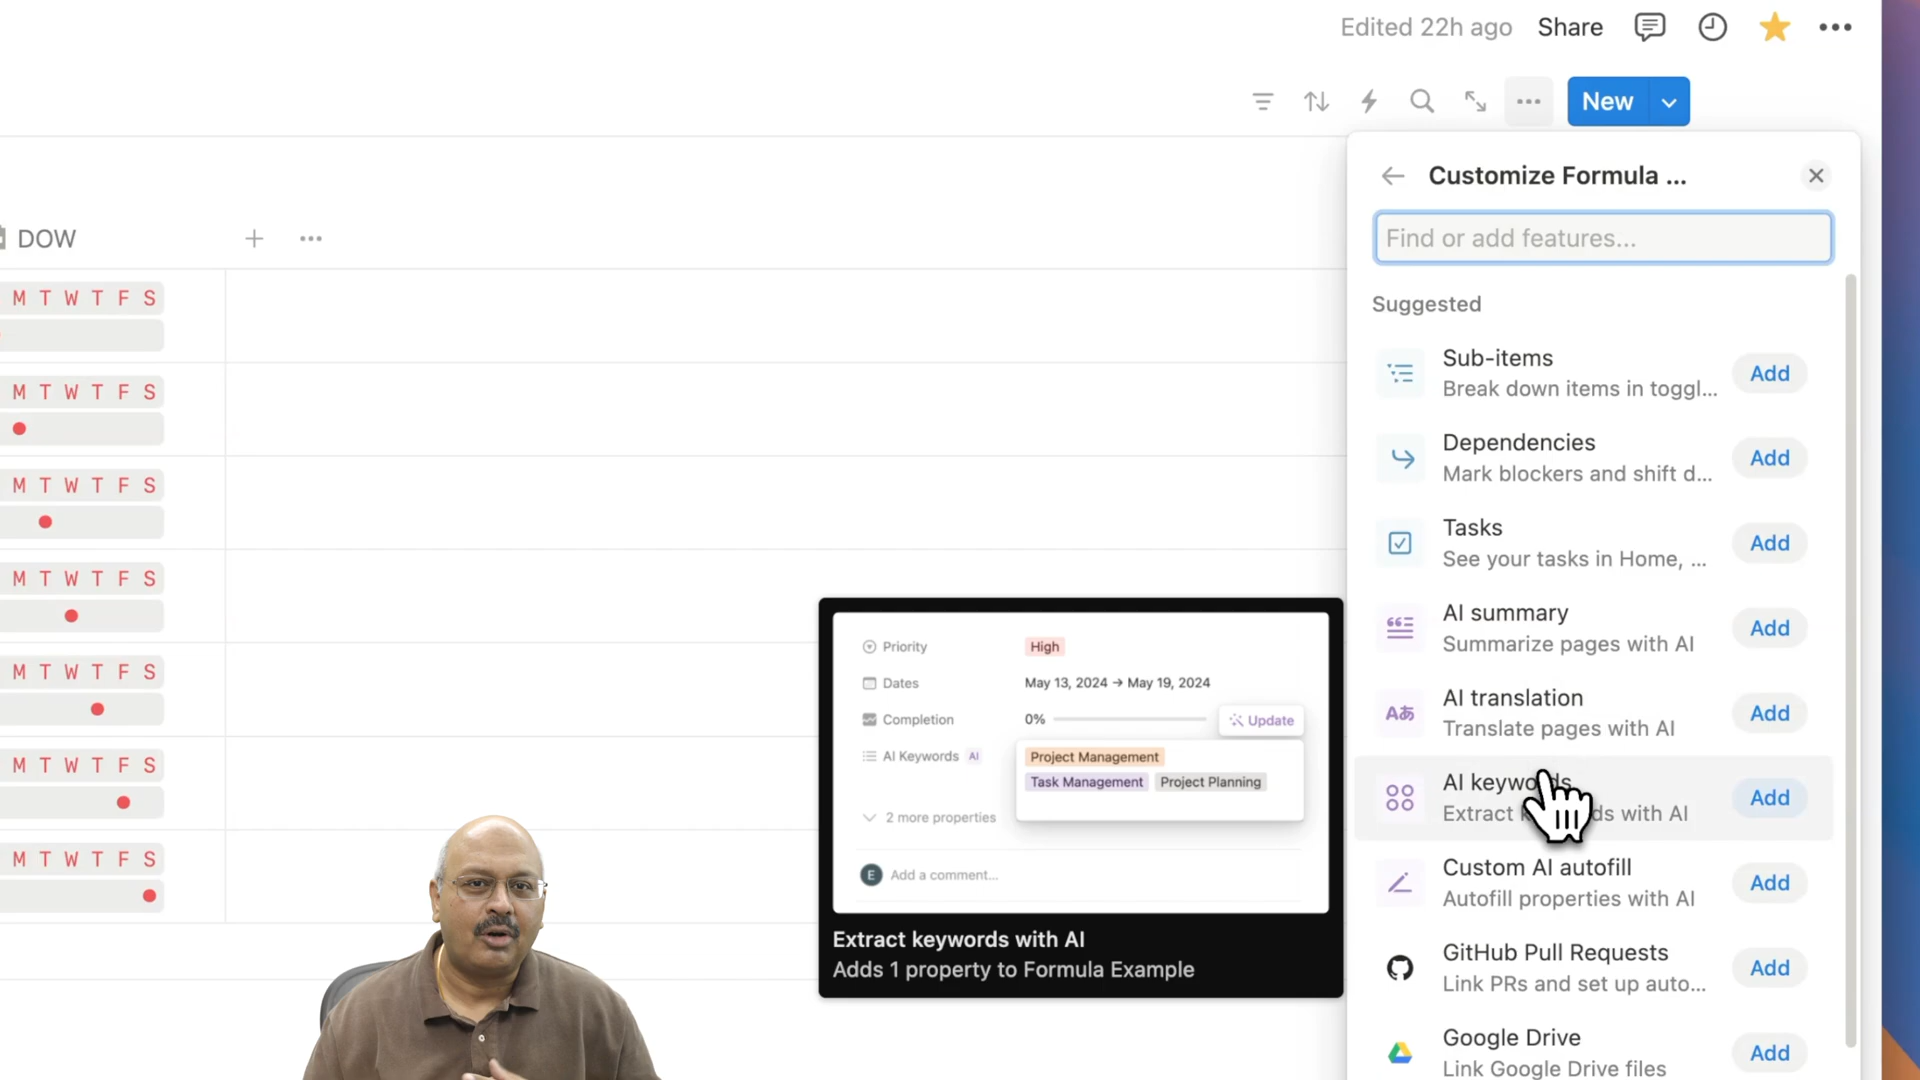 Edited 22h ago Share
New
DOW
M T W T F S
M T W T F S
M T W T F S
M T W T F S
M T W T F S
M T W T F S
M T W T F S
Customize Formula ...
Find or add features...
Suggested
Sub-items
Break down items in toggl...
Add
Dependencies
Mark blockers and shift d...
Add
Tasks
See your tasks in Home, ...
Add
AI summary
Summarize pages with AI
Add
Aあ
AI translation
Translate pages with AI
Add
AI keywords
Extract ds with AI
Add
Custom AI autofill
Autofill properties with AI
Add
GitHub Pull Requests
Link PRs and set up auto...
Add
Google Drive
Link Google Drive files
Add
Priority High
Dates May 13, 2024 → May 19, 2024
Completion 0% Update
AI Keywords AI
Project Management
Task Management Project Planning
2 more properties
E Add a comment...
Extract keywords with AI
Adds 1 property to Formula Example